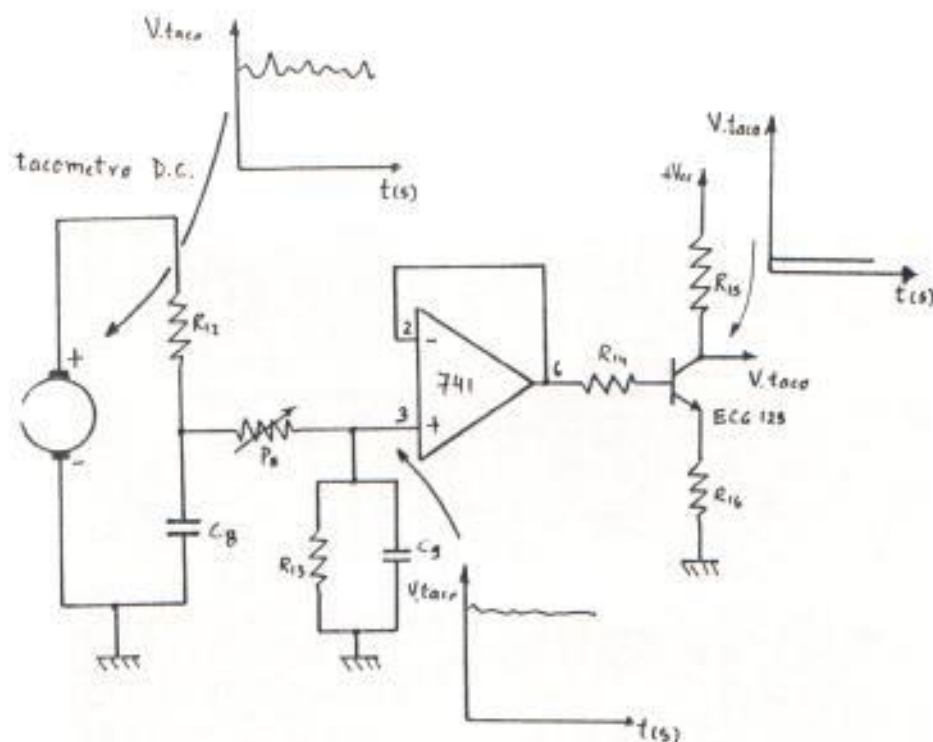 V.taco
t(s)
tacometro D.C.
R12
+
-
C8
P8
R13
C9
V.taco
t(s)
2
-
741
3
+
6
R14
+Vcc
R15
V.taco
ECG 123
R16
V.taco
t(s)